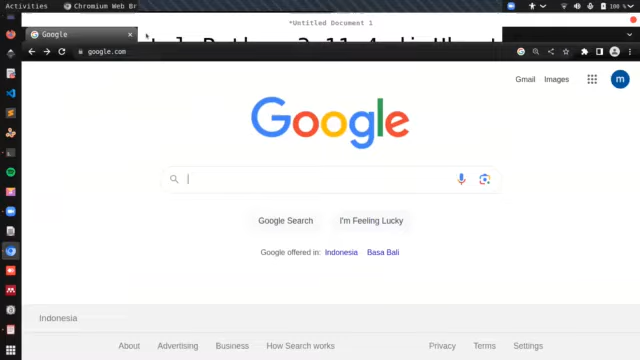 Activities Chromium Web Br 100 %
*Untitled Document 1
Google
google.com
Gmail Images m
Google
Google Search I'm Feeling Lucky
Google offered in: Indonesia Basa Bali
Indonesia
About Advertising Business How Search works Privacy Terms Settings